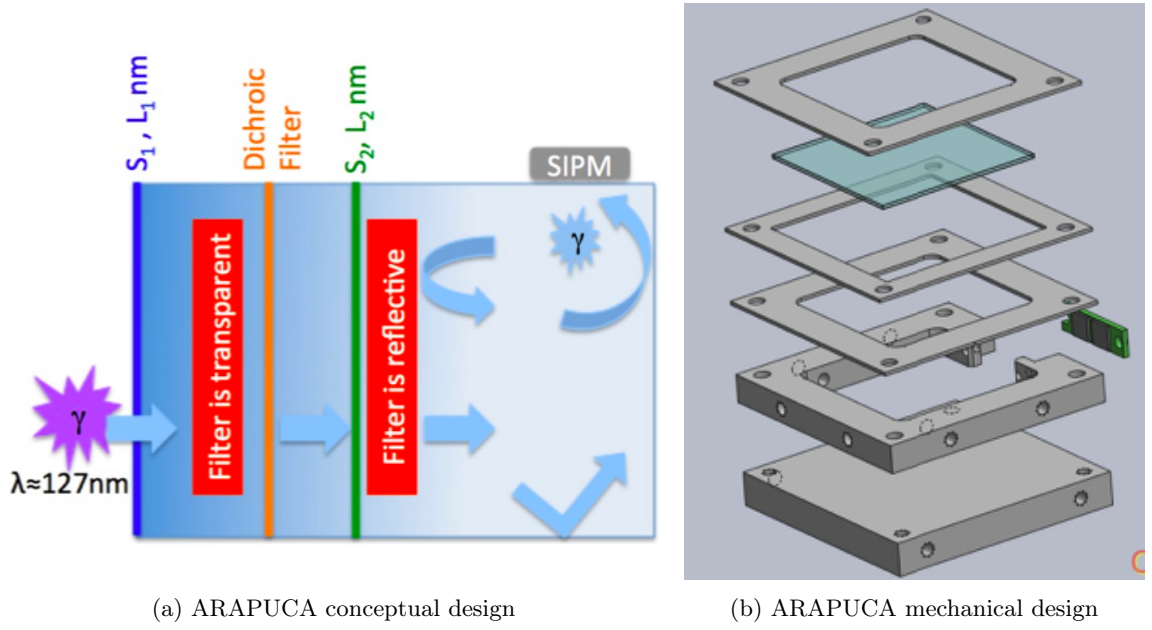 S₁ , L₁ nm
Dichroic
Filter
S₂, L₂ nm
SIPM
Filter is transparent
Filter is reflective
γ
γ
λ≈127nm
(a) ARAPUCA conceptual design
(b) ARAPUCA mechanical design